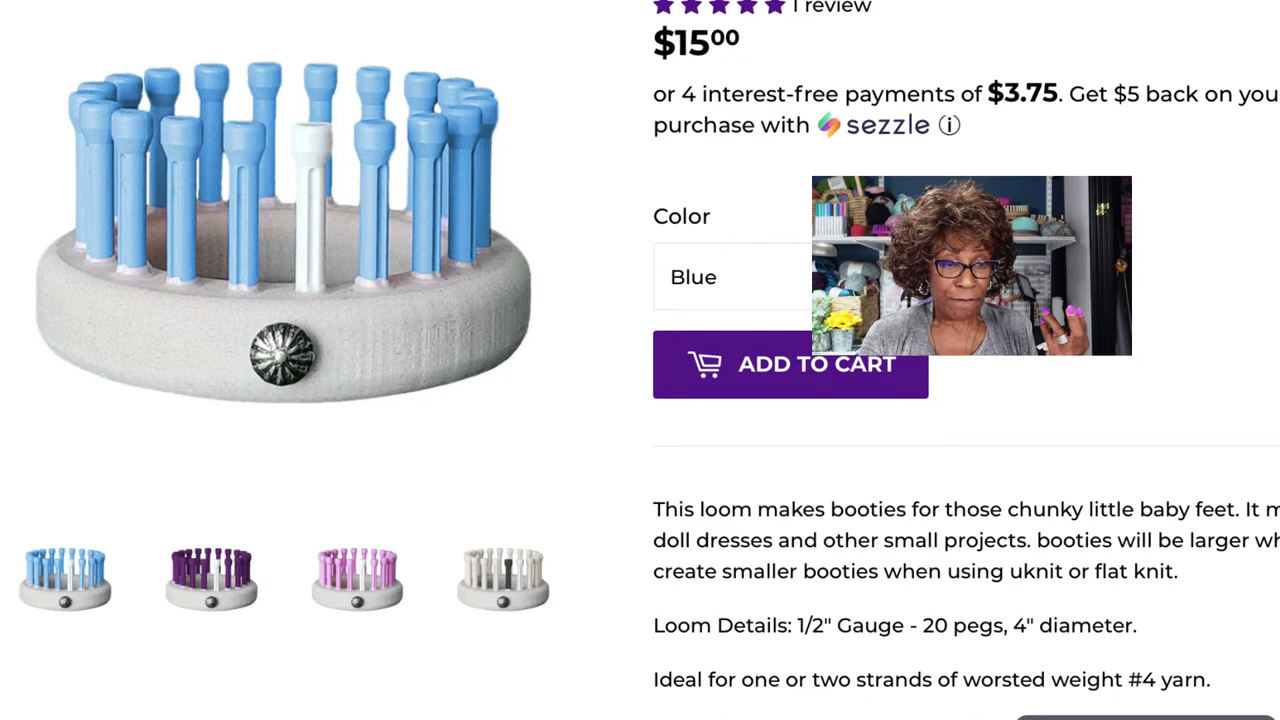 1 review
$15.00
or 4 interest-free payments of $3.75. Get $5 back on you
purchase with sezzle ⓘ
Color
Blue
ADD TO CART
This loom makes booties for those chunky little baby feet. It m
doll dresses and other small projects. booties will be larger wh
create smaller booties when using uknit or flat knit.
Loom Details: 1/2" Gauge - 20 pegs, 4" diameter.
Ideal for one or two strands of worsted weight #4 yarn.